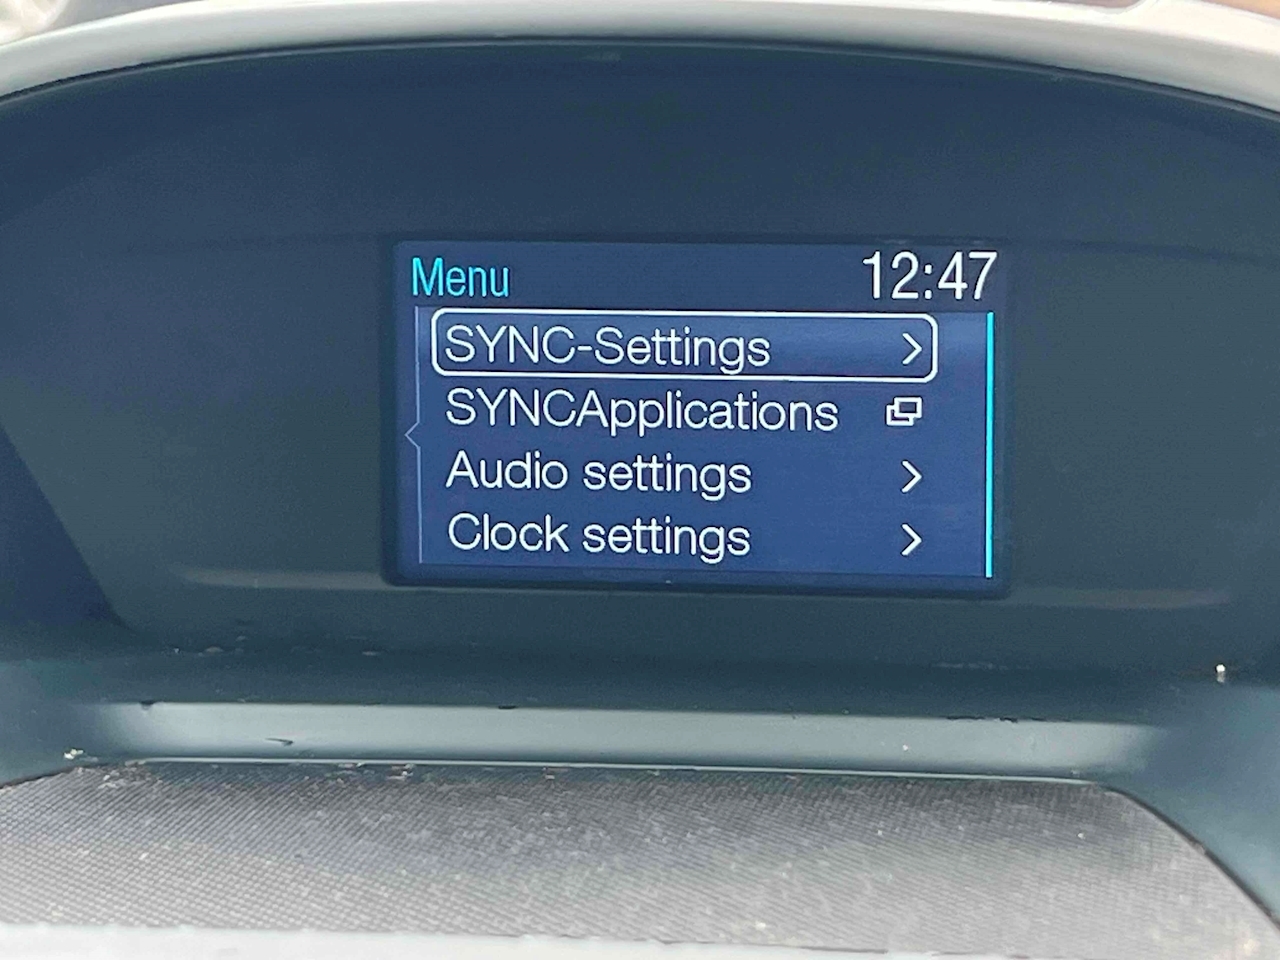 Menu 12:47
SYNC-Settings
SYNCApplications
Audio settings
Clock settings